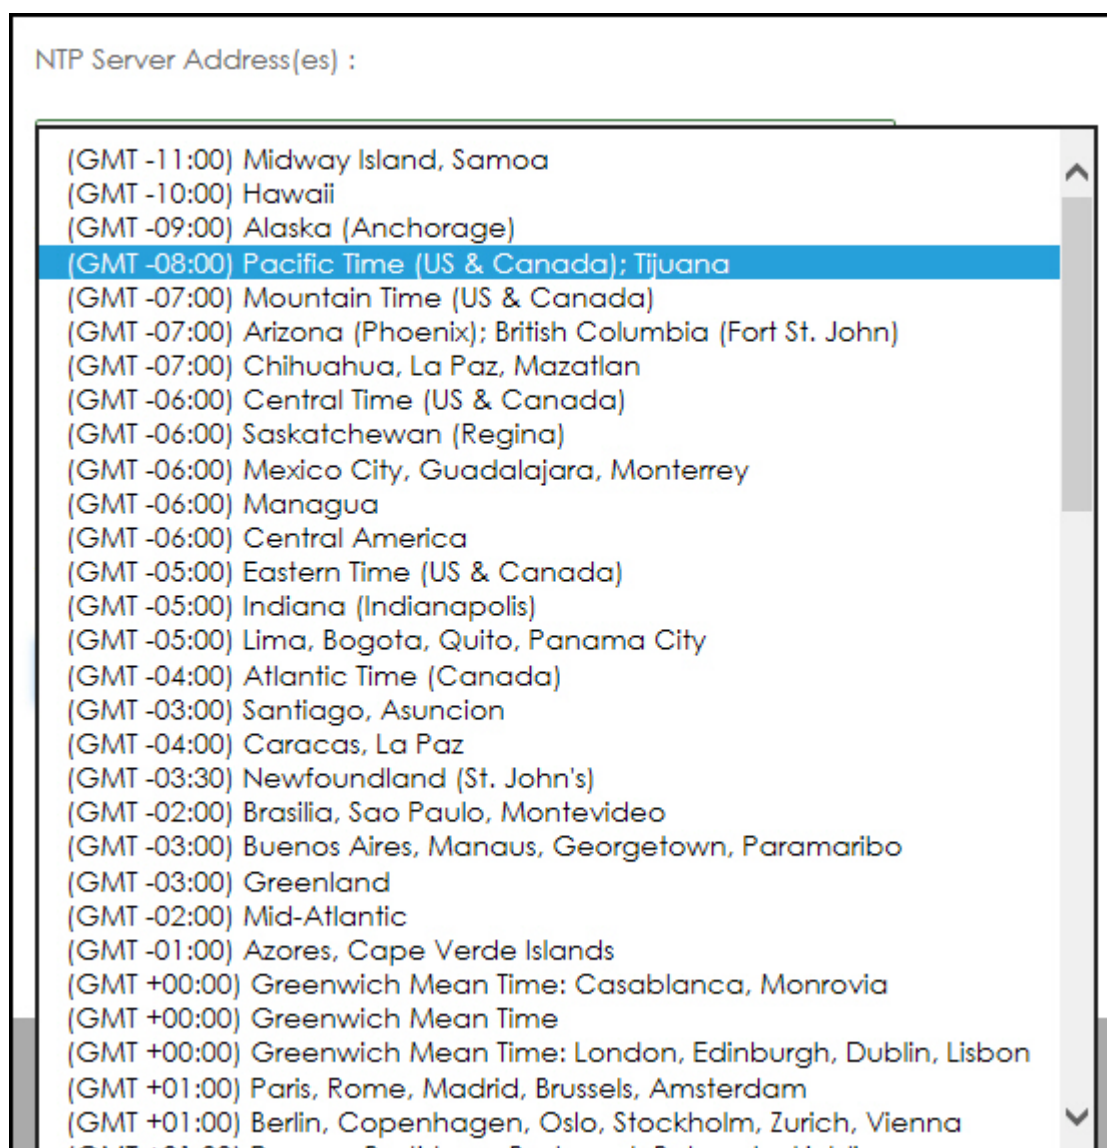 NTP Server Address(es) :
(GMT -11:00) Midway Island, Samoa
(GMT -10:00) Hawaii
(GMT -09:00) Alaska (Anchorage)
(GMT -08:00) Pacific Time (US & Canada); Tijuana
(GMT -07:00) Mountain Time (US & Canada)
(GMT -07:00) Arizona (Phoenix); British Columbia (Fort St. John)
(GMT -07:00) Chihuahua, La Paz, Mazatlan
(GMT -06:00) Central Time (US & Canada)
(GMT -06:00) Saskatchewan (Regina)
(GMT -06:00) Mexico City, Guadalajara, Monterrey
(GMT -06:00) Managua
(GMT -06:00) Central America
(GMT -05:00) Eastern Time (US & Canada)
(GMT -05:00) Indiana (Indianapolis)
(GMT -05:00) Lima, Bogota, Quito, Panama City
(GMT -04:00) Atlantic Time (Canada)
(GMT -03:00) Santiago, Asuncion
(GMT -04:00) Caracas, La Paz
(GMT -03:30) Newfoundland (St. John's)
(GMT -02:00) Brasilia, Sao Paulo, Montevideo
(GMT -03:00) Buenos Aires, Manaus, Georgetown, Paramaribo
(GMT -03:00) Greenland
(GMT -02:00) Mid-Atlantic
(GMT -01:00) Azores, Cape Verde Islands
(GMT +00:00) Greenwich Mean Time: Casablanca, Monrovia
(GMT +00:00) Greenwich Mean Time
(GMT +00:00) Greenwich Mean Time: London, Edinburgh, Dublin, Lisbon
(GMT +01:00) Paris, Rome, Madrid, Brussels, Amsterdam
(GMT +01:00) Berlin, Copenhagen, Oslo, Stockholm, Zurich, Vienna